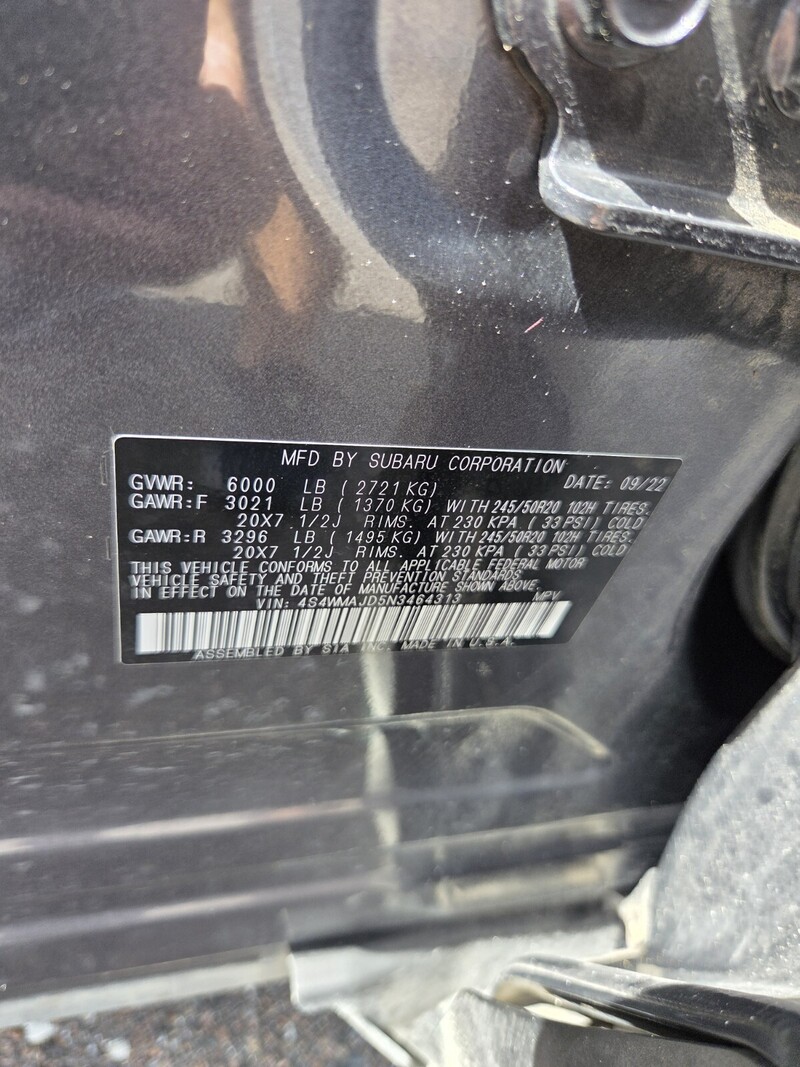 MFD BY SUBARU CORPORATION
GVWR: 6000 LB ( 2721 KG) DATE: 09/22
GAWR:F 3021 LB ( 1370 KG) WITH 245/50R20 102H TIRES.
20X7 1/2J RIMS. AT 230 KPA ( 33 PSI) COLD
GAWR:R 3296 LB ( 1495 KG) WITH 245/50R20 102H TIRES.
20X7 1/2J RIMS. AT 230 KPA ( 33 PSI) COLD
THIS VEHICLE CONFORMS TO ALL APPLICABLE FEDERAL MOTOR
VEHICLE SAFETY AND THEFT PREVENTION STANDARDS
IN EFFECT ON THE DATE OF MANUFACTURE SHOWN ABOVE.
VIN: 4S4WMAJD5N3464313 MPV
ASSEMBLED BY SIA INC. MADE IN U.S.A.